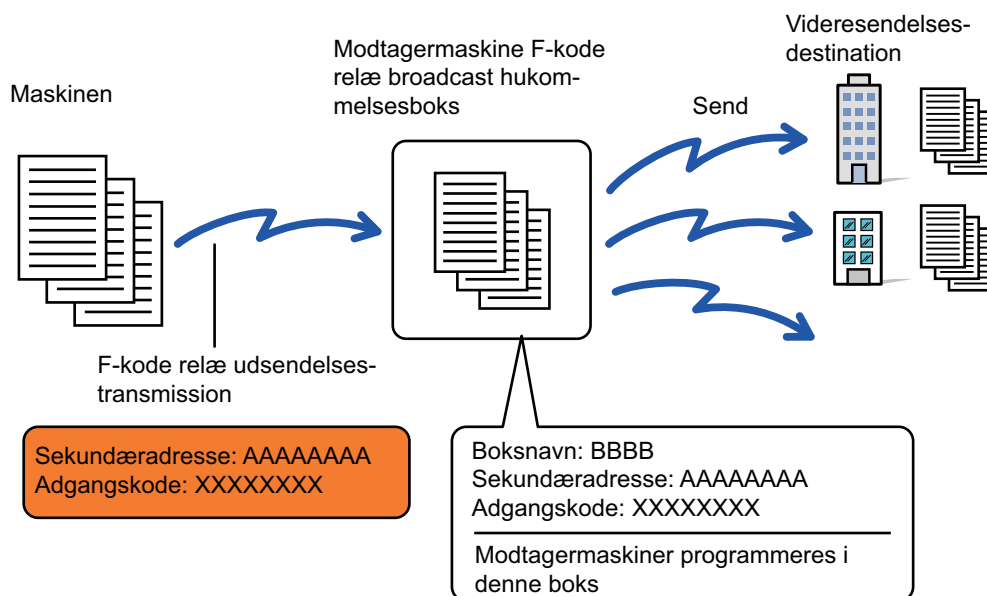 Maskinen
Modtagermaskine F-kode
relæ broadcast hukom-
melsesboks
Send
Videresendelses-
destination
F-kode relæ udsendelses-
transmission
Sekundæradresse: AAAAAAAA
Adgangskode: XXXXXXXX
Boksnavn: BBBB
Sekundæradresse: AAAAAAAA
Adgangskode: XXXXXXXX
Modtagermaskiner programmeres i
denne boks